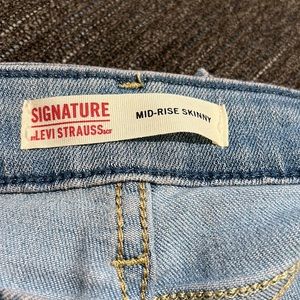 SIGNATURE
BY LEVI STRAUSS & CO.
MID-RISE SKINNY